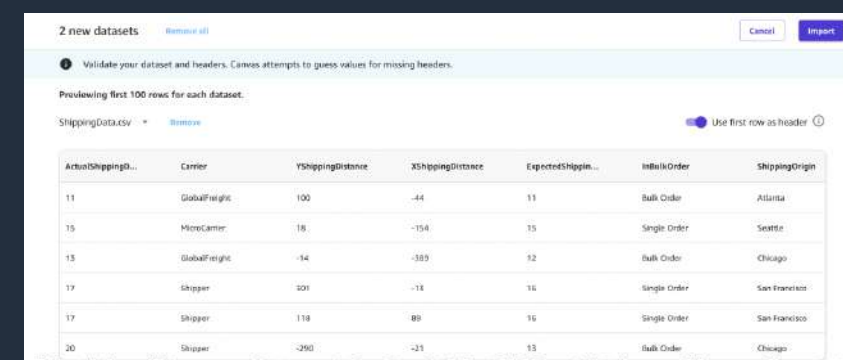 2 new datasets Remove all Cancel Import
Validate your dataset and headers. Canvas attempts to guess values for missing headers.
Previewing first 100 rows for each dataset.
ShippingData.csv Remove Use first row as header
ActualShippingD... Carrier YShippingDistance XShippingDistance ExpectedShippin... InBulkOrder ShippingOrigin
11 GlobalFreight 100 -44 11 Bulk Order Atlanta
15 MicroCarrier 18 -154 15 Single Order Seattle
13 GlobalFreight -14 -389 12 Bulk Order Chicago
17 Shipper 301 -18 16 Single Order San Francisco
17 Shipper 118 89 16 Single Order San Francisco
20 Shipper -290 -21 13 Bulk Order Chicago